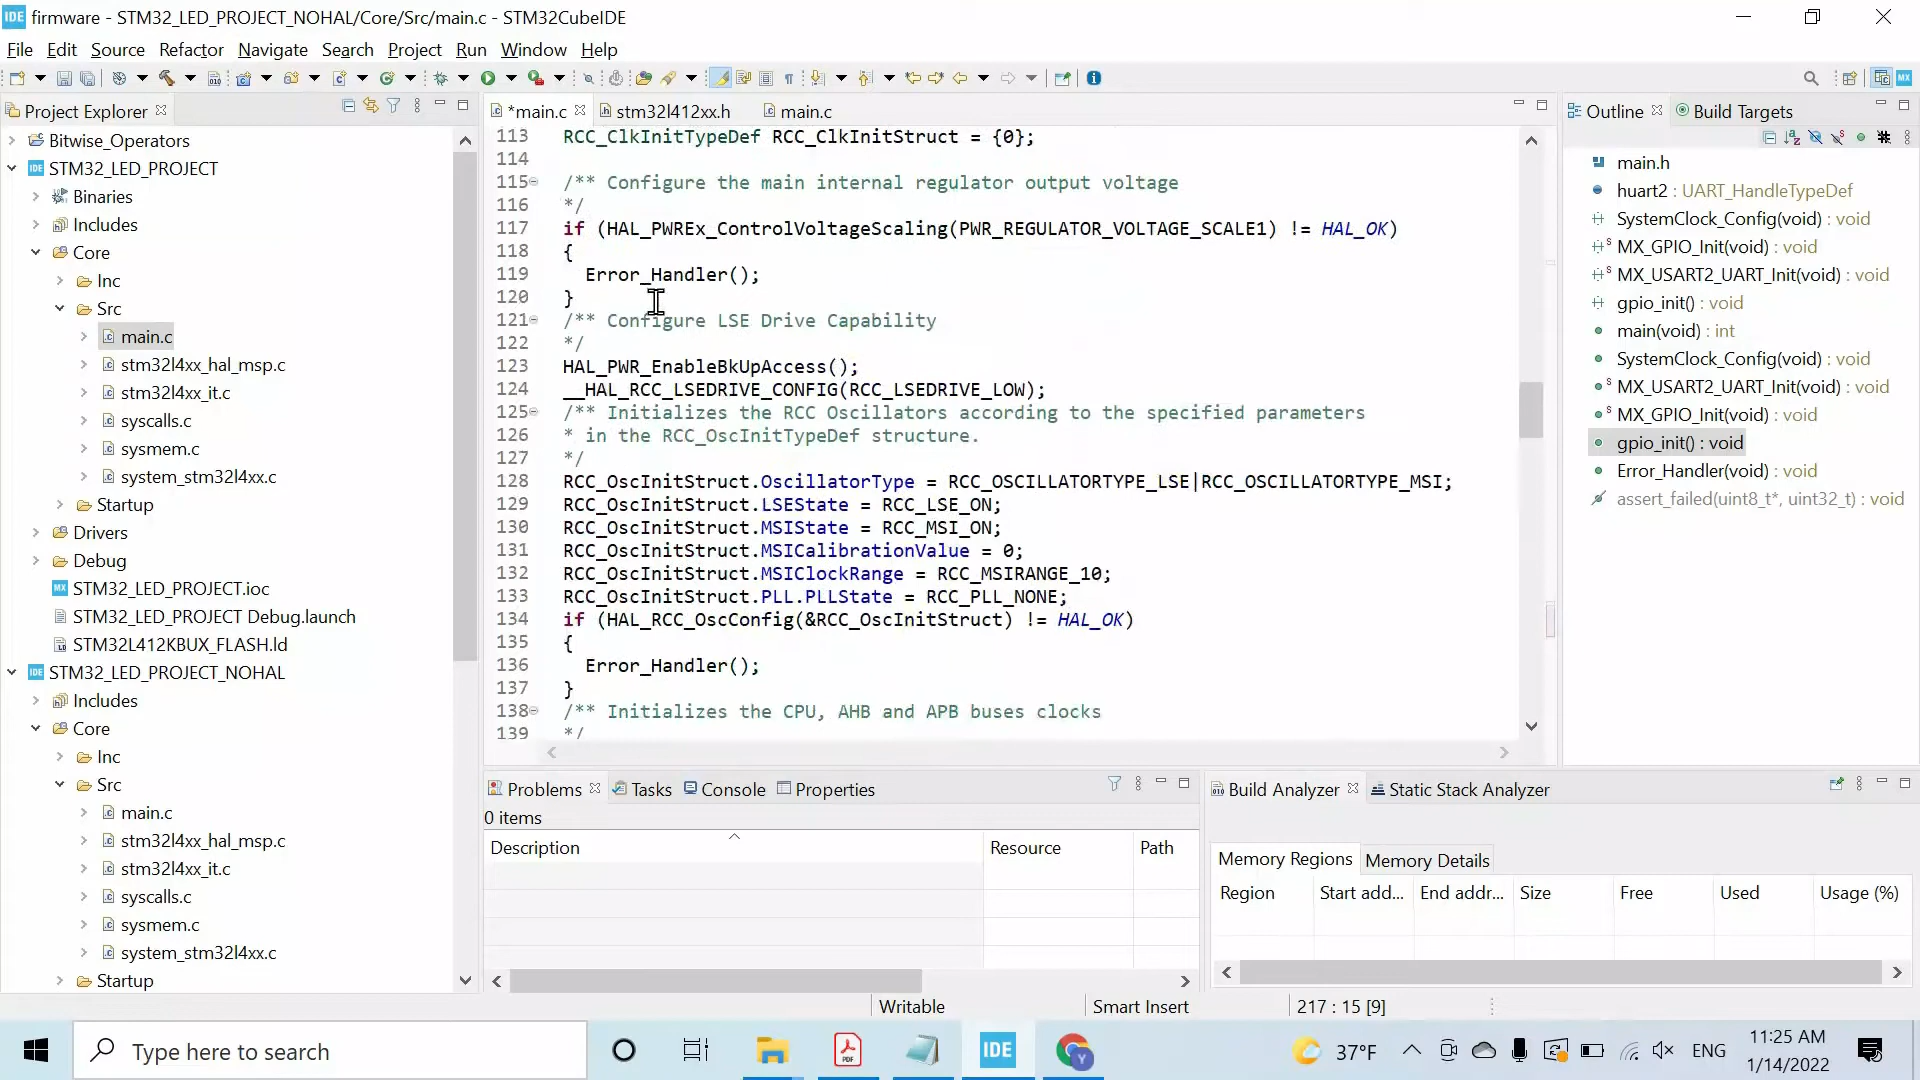 IDE firmware - STM32_LED_PROJECT_NOHAL/Core/Src/main.c - STM32CubeIDE
File Edit Source Refactor Navigate Search Project Run Window Help
Project Explorer
Bitwise_Operators
IDE STM32_LED_PROJECT
Binaries
Includes
Core
Inc
Src
main.c
stm32l4xx_hal_msp.c
stm32l4xx_it.c
syscalls.c
sysmem.c
system_stm32l4xx.c
Startup
Drivers
Debug
MX STM32_LED_PROJECT.ioc
STM32_LED_PROJECT Debug.launch
STM32L412KBUX_FLASH.ld
IDE STM32_LED_PROJECT_NOHAL
Includes
Core
Inc
Src
main.c
stm32l4xx_hal_msp.c
stm32l4xx_it.c
syscalls.c
sysmem.c
system_stm32l4xx.c
Startup
*main.c stm32l412xx.h main.c
113 RCC_ClkInitTypeDef RCC_ClkInitStruct = {0};
114
115 /** Configure the main internal regulator output voltage
116 */
117 if (HAL_PWREx_ControlVoltageScaling(PWR_REGULATOR_VOLTAGE_SCALE1) != HAL_OK)
118 {
119 Error_Handler();
120 }
121 /** Configure LSE Drive Capability
122 */
123 HAL_PWR_EnableBkUpAccess();
124 __HAL_RCC_LSEDRIVE_CONFIG(RCC_LSEDRIVE_LOW);
125 /** Initializes the RCC Oscillators according to the specified parameters
126 * in the RCC_OscInitTypeDef structure.
127 */
128 RCC_OscInitStruct.OscillatorType = RCC_OSCILLATORTYPE_LSE|RCC_OSCILLATORTYPE_MSI;
129 RCC_OscInitStruct.LSEState = RCC_LSE_ON;
130 RCC_OscInitStruct.MSIState = RCC_MSI_ON;
131 RCC_OscInitStruct.MSICalibrationValue = 0;
132 RCC_OscInitStruct.MSIClockRange = RCC_MSIRANGE_10;
133 RCC_OscInitStruct.PLL.PLLState = RCC_PLL_NONE;
134 if (HAL_RCC_OscConfig(&RCC_OscInitStruct) != HAL_OK)
135 {
136 Error_Handler();
137 }
138 /** Initializes the CPU, AHB and APB buses clocks
139 */
Outline Build Targets
main.h
huart2 : UART_HandleTypeDef
SystemClock_Config(void) : void
MX_GPIO_Init(void) : void
MX_USART2_UART_Init(void) : void
gpio_init() : void
main(void) : int
SystemClock_Config(void) : void
MX_USART2_UART_Init(void) : void
MX_GPIO_Init(void) : void
gpio_init() : void
Error_Handler(void) : void
assert_failed(uint8_t*, uint32_t) : void
Problems Tasks Console Properties
0 items
Description Resource Path
Build Analyzer Static Stack Analyzer
Memory Regions Memory Details
Region Start add... End addr... Size Free Used Usage (%)
Writable Smart Insert 217 : 15 [9]
Type here to search
PDF
IDE
37°F
ENG
11:25 AM
1/14/2022